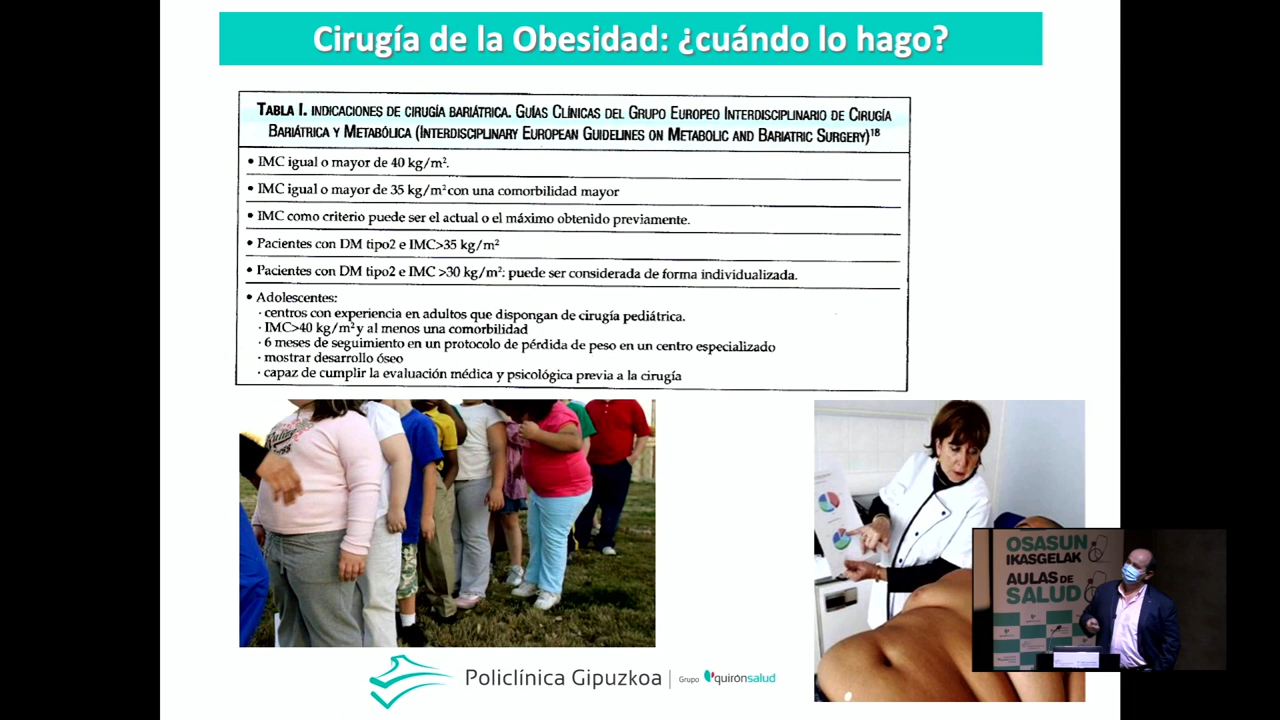 Cirugía de la Obesidad: ¿cuándo lo hago?
TABLA I. INDICACIONES DE CIRUGÍA BARIÁTRICA. GUÍAS CLÍNICAS DEL GRUPO EUROPEO INTERDISCIPLINARIO DE CIRUGÍA
BARIÁTRICA Y METABÓLICA (INTERDISCIPLINARY EUROPEAN GUIDELINES ON METABOLIC AND BARIATRIC SURGERY)¹⁸
• IMC igual o mayor de 40 kg/m².
• IMC igual o mayor de 35 kg/m² con una comorbilidad mayor
• IMC como criterio puede ser el actual o el máximo obtenido previamente.
• Pacientes con DM tipo2 e IMC>35 kg/m²
• Pacientes con DM tipo2 e IMC >30 kg/m²: puede ser considerada de forma individualizada.
• Adolescentes:
· centros con experiencia en adultos que dispongan de cirugía pediátrica.
· IMC>40 kg/m² y al menos una comorbilidad
· 6 meses de seguimiento en un protocolo de pérdida de peso en un centro especializado
· mostrar desarrollo óseo
· capaz de cumplir la evaluación médica y psicológica previa a la cirugía
OSASUN
IKASGELAK
AULAS DE
SALUD
Policlínica Gipuzkoa | Grupo quirónsalud